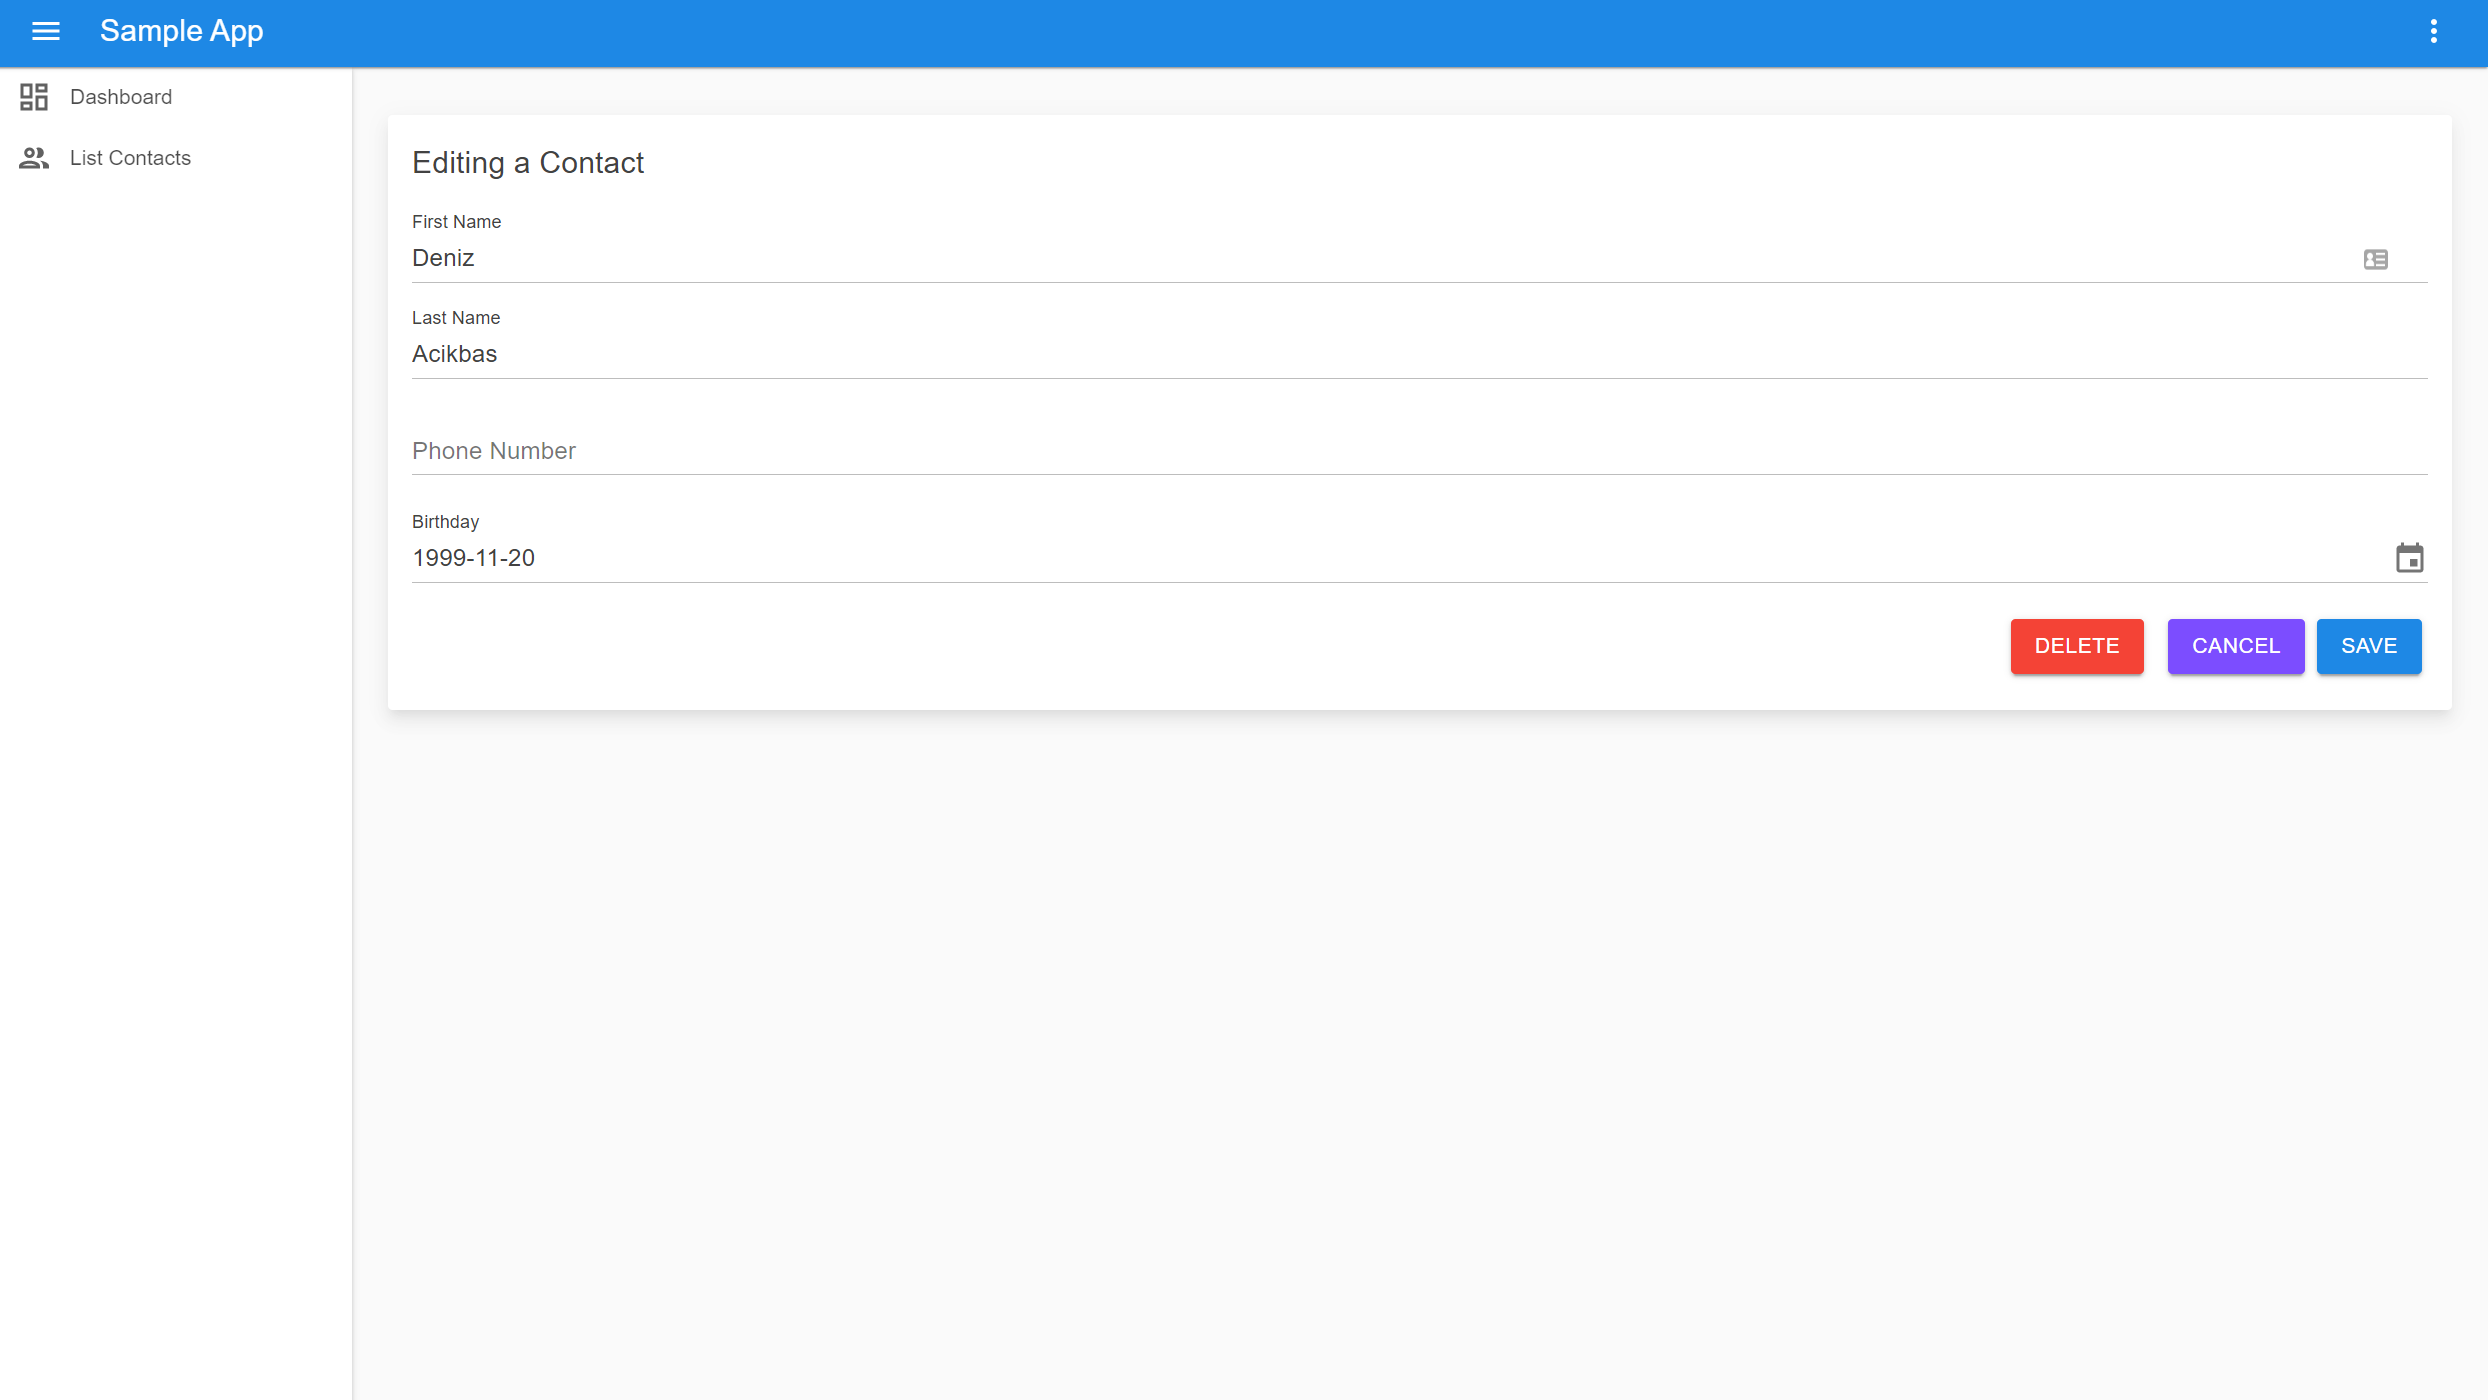 Sample App
Dashboard
List Contacts
Editing a Contact
First Name
Deniz
Last Name
Acikbas
Phone Number
Birthday
1999-11-20
DELETE CANCEL SAVE